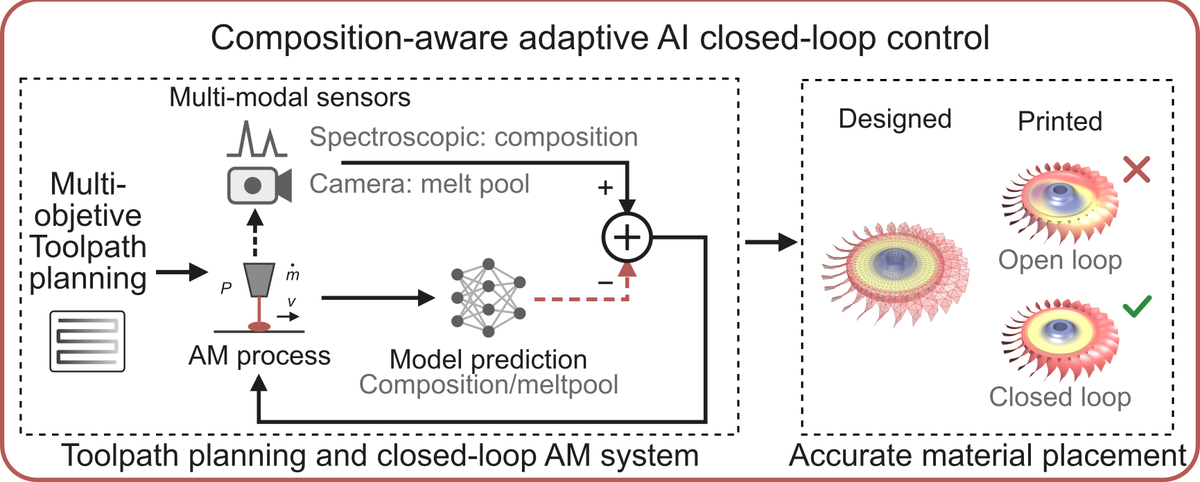 Composition-aware adaptive AI closed-loop control
Multi-modal sensors
Spectroscopic: composition
Camera: melt pool
Multi-
objetive
Toolpath
planning
P
ṁ
v
AM process
Model prediction
Composition/meltpool
+
+
−
Toolpath planning and closed-loop AM system
Designed
Printed
Open loop
Closed loop
Accurate material placement